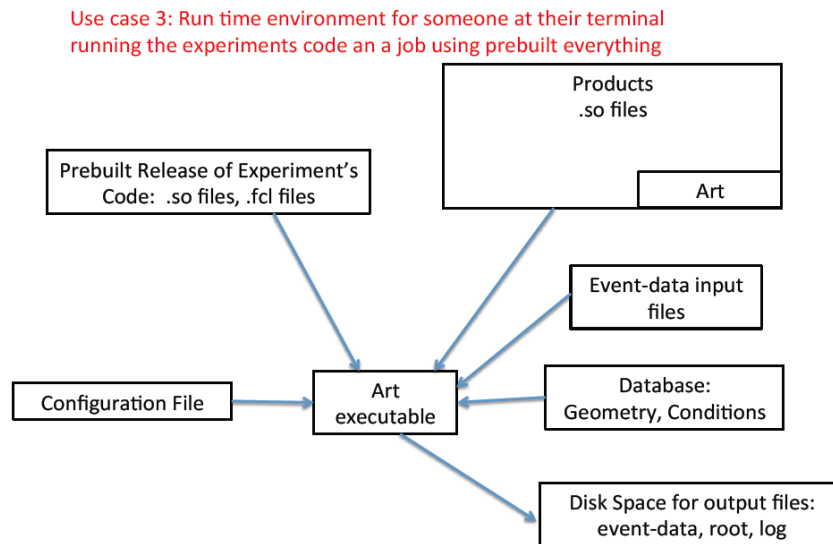 Use case 3: Run time environment for someone at their terminal
running the experiments code an a job using prebuilt everything
Products
.so files
Art
Prebuilt Release of Experiment's
Code: .so files, .fcl files
Event-data input
files
Configuration File
Art
executable
Database:
Geometry, Conditions
Disk Space for output files:
event-data, root, log